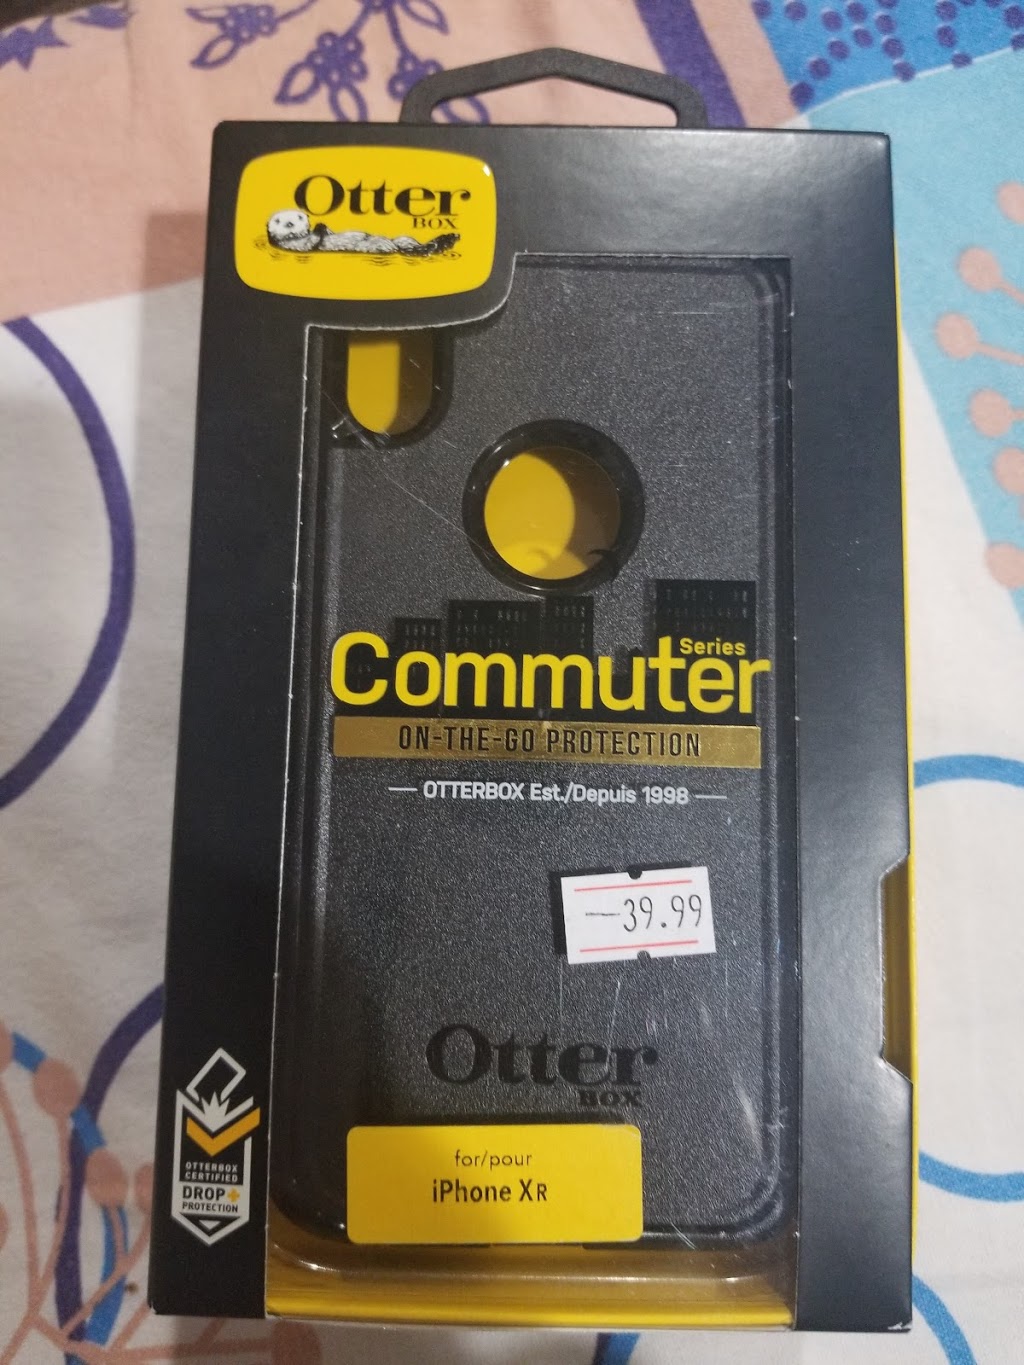 Otter
BOX
Series
Commuter
ON-THE-GO PROTECTION
— OTTERBOX Est./Depuis 1998 —
—39.99
Otter
BOX
for/pour
iPhone XR
OTTERBOX
CERTIFIED
DROP+
PROTECTION